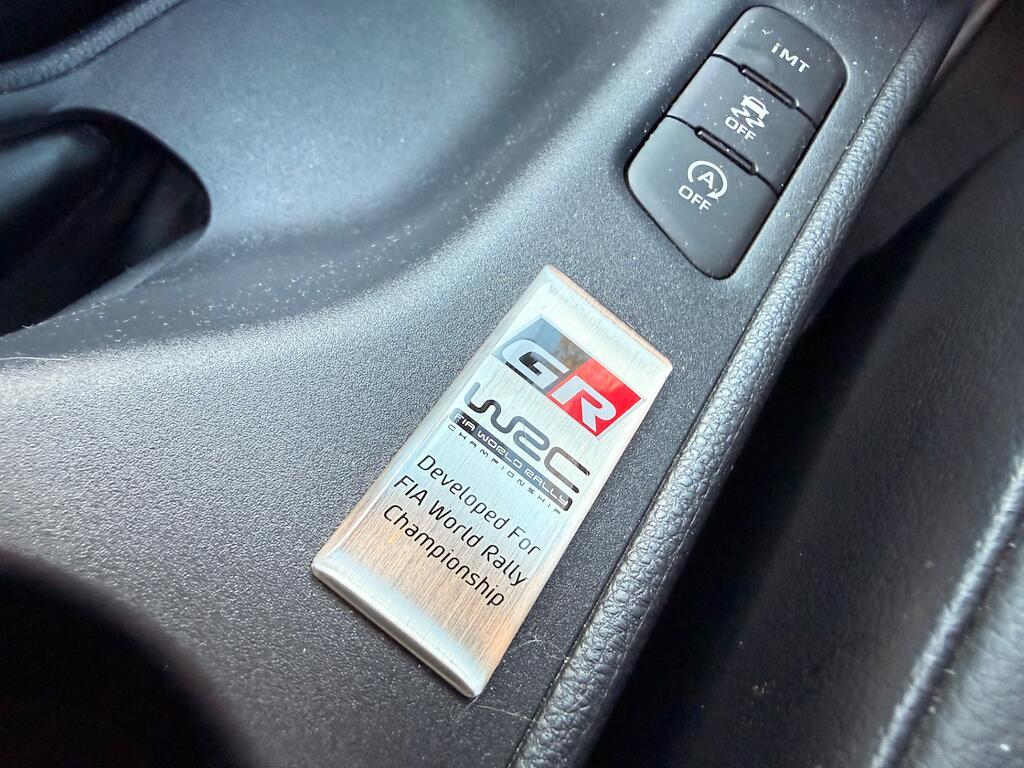 iMT
OFF
A
OFF
GR
WRC
FIA WORLD RALLY
CHAMPIONSHIP
Developed For
FIA World Rally
Championship